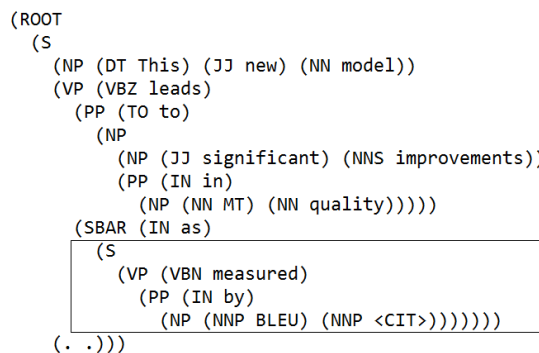 (ROOT
(S
(NP (DT This) (JJ new) (NN model))
(VP (VBZ leads)
(PP (TO to)
(NP
(NP (JJ significant) (NNS improvements))
(PP (IN in)
(NP (NN MT) (NN quality)))))
(SBAR (IN as)
(S
(VP (VBN measured)
(PP (IN by)
(NP (NNP BLEU) (NNP <CIT>)))))))
(. .)))